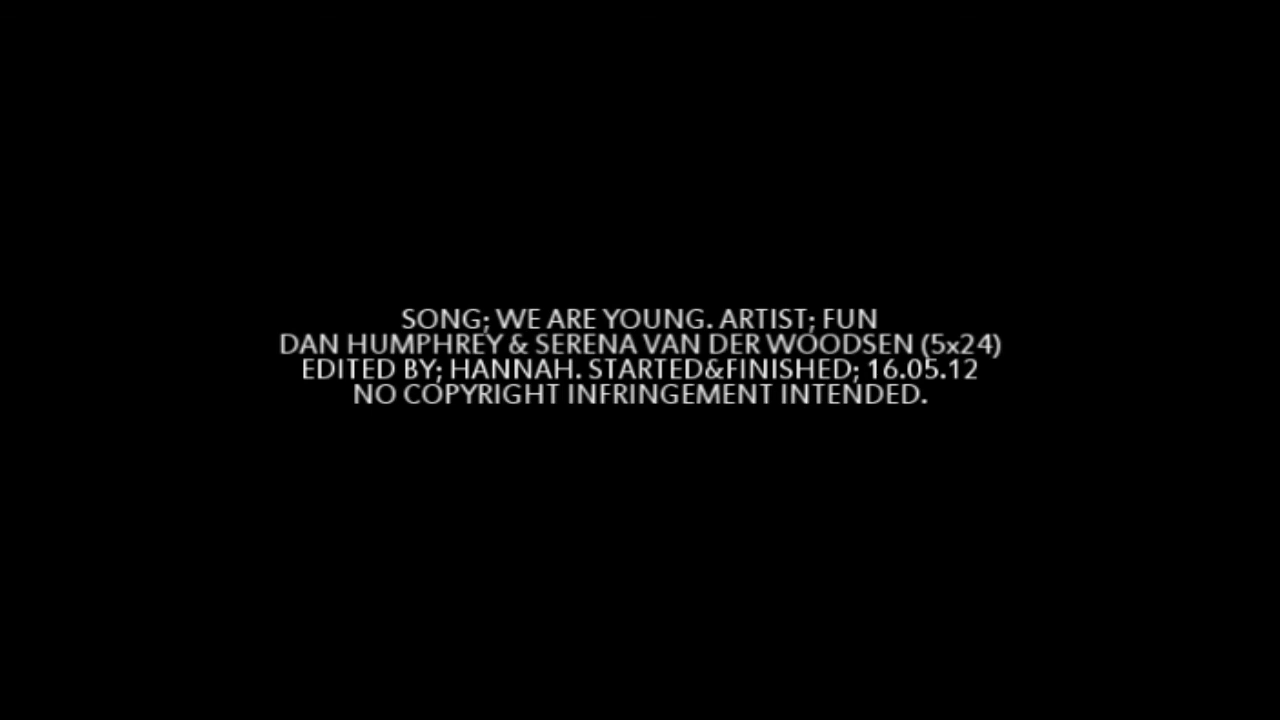 SONG; WE ARE YOUNG. ARTIST; FUN
DAN HUMPHREY & SERENA VAN DER WOODSEN (5x24)
EDITED BY; HANNAH. STARTED&FINISHED; 16.05.12
NO COPYRIGHT INFRINGEMENT INTENDED.